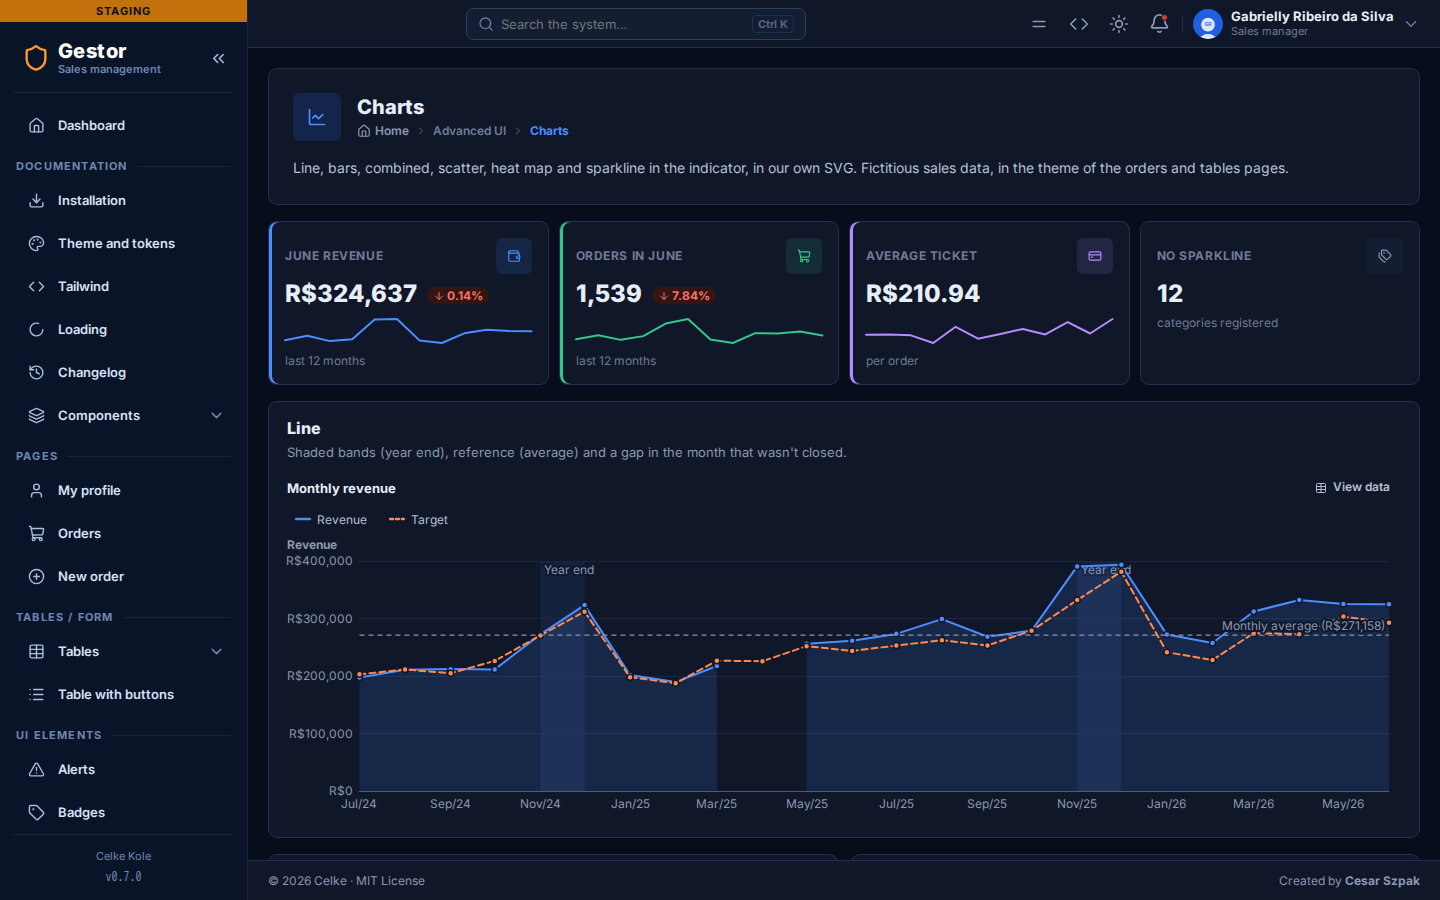 STAGING
Gestor
Sales management
Dashboard
DOCUMENTATION
Installation
Theme and tokens
Tailwind
Loading
Changelog
Components
PAGES
My profile
Orders
New order
TABLES / FORM
Tables
Table with buttons
UI ELEMENTS
Alerts
Badges
Celke Kole
v0.7.0
Search the system...
Ctrl K
GR
Gabrielly Ribeiro da Silva
Sales manager
Charts
Home
Advanced UI
Charts
Line, bars, combined, scatter, heat map and sparkline in the indicator, in our own SVG. Fictitious sales data, in the theme of the orders and tables pages.
JUNE REVENUE
R$324,637
↓ 0.14%
last 12 months
ORDERS IN JUNE
1,539
↓ 7.84%
last 12 months
AVERAGE TICKET
R$210.94
per order
NO SPARKLINE
12
categories registered
Line
Shaded bands (year end), reference (average) and a gap in the month that wasn't closed.
Monthly revenue
View data
Revenue
Target
Revenue
R$400,000
R$300,000
R$200,000
R$100,000
R$0
Year end
Year end
Monthly average (R$271,158)
Jul/24
Sep/24
Nov/24
Jan/25
Mar/25
May/25
Jul/25
Sep/25
Nov/25
Jan/26
Mar/26
May/26
© 2026 Celke · MIT License
Created by Cesar Szpak